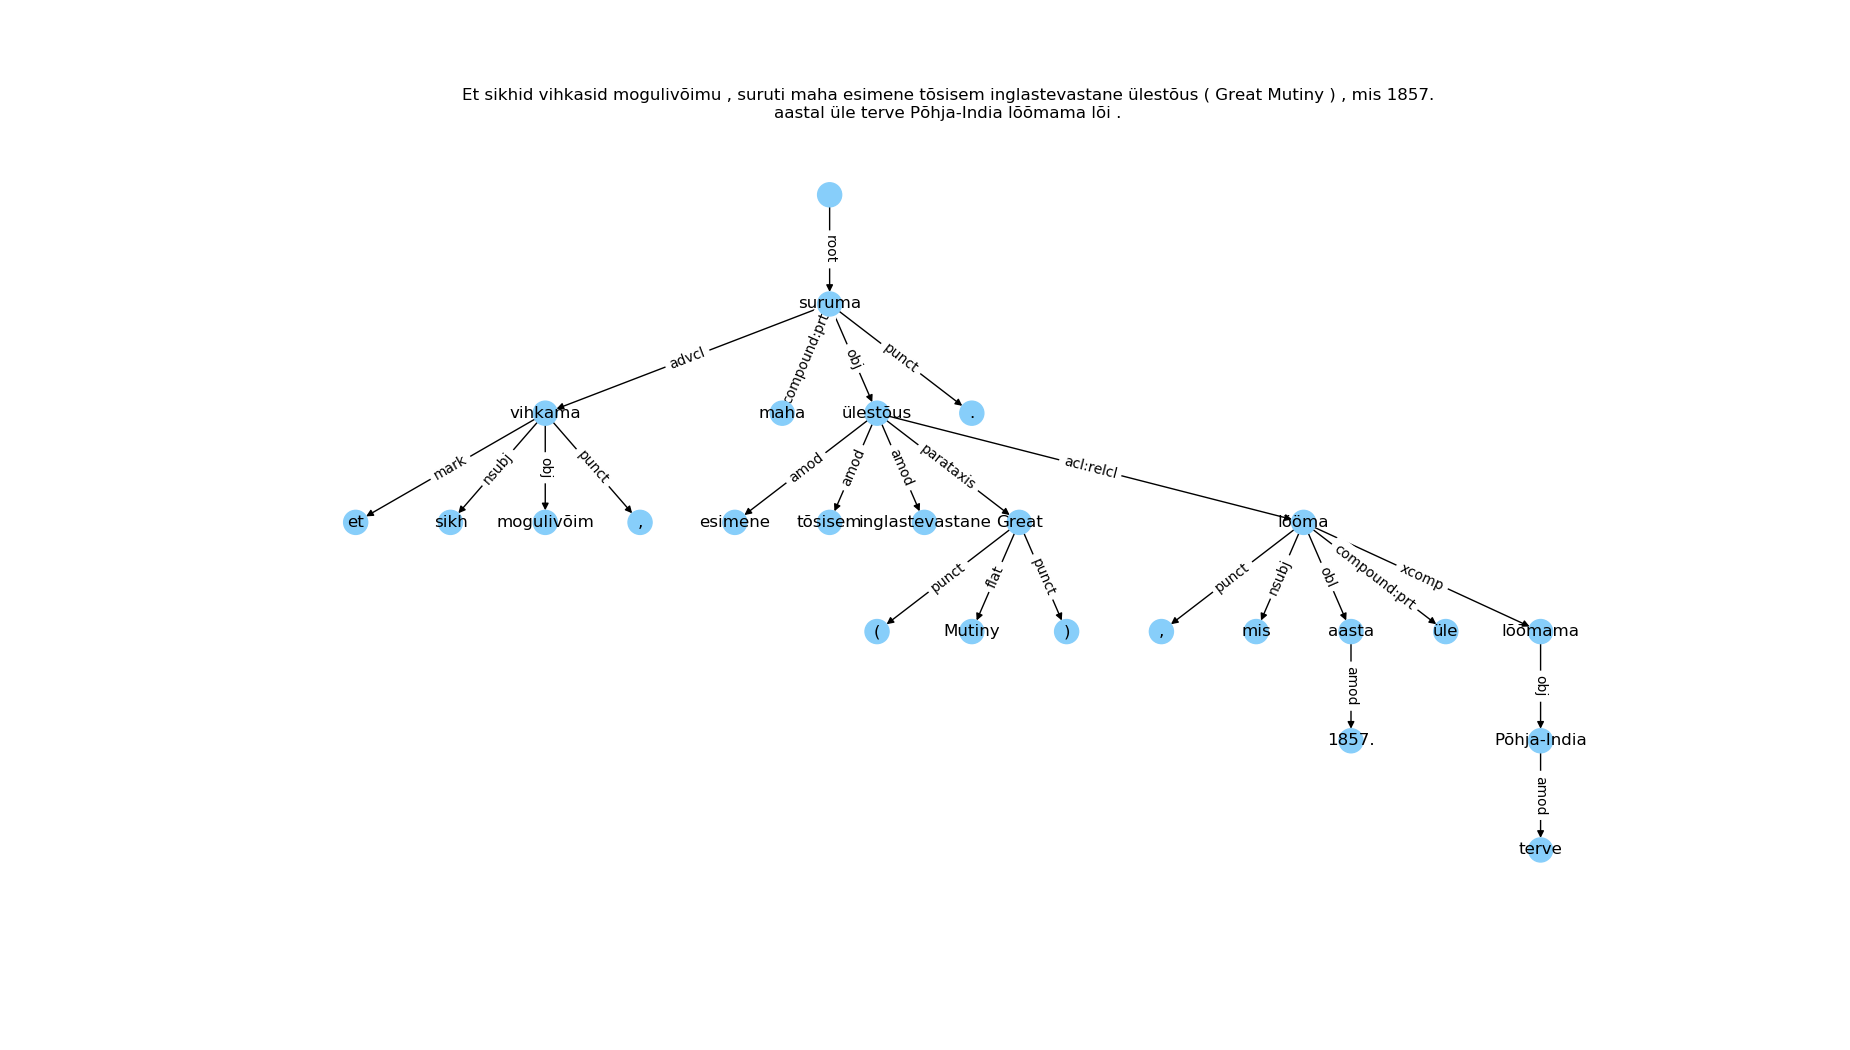 Et sikhid vihkasid mogulivõimu , suruti maha esimene tõsisem inglastevastane ülestõus ( Great Mutiny ) , mis 1857.
aastal üle terve Põhja-India lõõmama lõi .
root
suruma
advcl
compound:prt
obj
punct
vihkama
maha
ülestõus
.
mark
nsubj
obj
punct
amod
amod
amod
parataxis
acl:relcl
et
sikh
mogulivõim
,
esimene
tõsisem
inglastevastane
Great
lööma
punct
flat
punct
punct
nsubj
obl
compound:prt
xcomp
(
Mutiny
)
,
mis
aasta
üle
lõõmama
amod
obj
1857.
Põhja-India
amod
terve